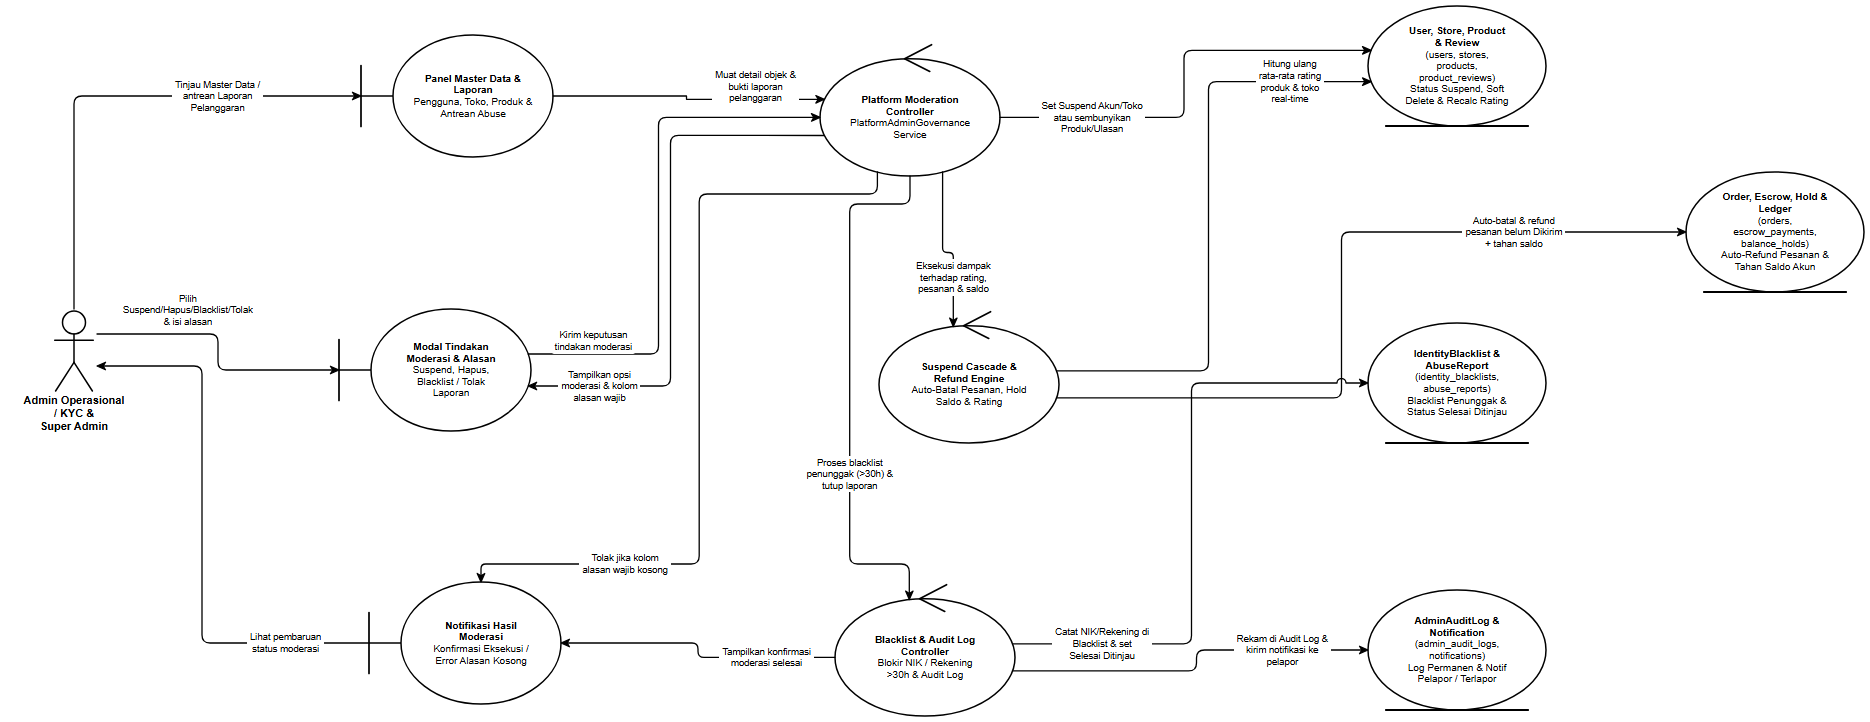 Tinjau Master Data /
antrean Laporan
Pelanggaran
Panel Master Data &
Laporan
Pengguna, Toko, Produk &
Antrean Abuse
Muat detail objek &
bukti laporan
pelanggaran
Platform Moderation
Controller
PlatformAdminGovernance
Service
Set Suspend Akun/Toko
atau sembunyikan
Produk/Ulasan
Hitung ulang
rata-rata rating
produk & toko
real-time
User, Store, Product
& Review
(users, stores,
products,
product_reviews)
Status Suspend, Soft
Delete & Recalc Rating
Order, Escrow, Hold &
Ledger
(orders,
escrow_payments,
balance_holds)
Auto-Refund Pesanan &
Tahan Saldo Akun
Auto-batal & refund
pesanan belum Dikirim
+ tahan saldo
Eksekusi dampak
terhadap rating,
pesanan & saldo
Pilih
Suspend/Hapus/Blacklist/Tolak
& isi alasan
Admin Operasional
/ KYC &
Super Admin
Modal Tindakan
Moderasi & Alasan
Suspend, Hapus,
Blacklist / Tolak
Laporan
Kirim keputusan
tindakan moderasi
Tampilkan opsi
moderasi & kolom
alasan wajib
Suspend Cascade &
Refund Engine
Auto-Batal Pesanan, Hold
Saldo & Rating
IdentityBlacklist &
AbuseReport
(identity_blacklists,
abuse_reports)
Blacklist Penunggak &
Status Selesai Ditinjau
Proses blacklist
penunggak (>30h) &
tutup laporan
Tolak jika kolom
alasan wajib kosong
Lihat pembaruan
status moderasi
Notifikasi Hasil
Moderasi
Konfirmasi Eksekusi /
Error Alasan Kosong
Tampilkan konfirmasi
moderasi selesai
Blacklist & Audit Log
Controller
Blokir NIK / Rekening
>30h & Audit Log
Catat NIK/Rekening di
Blacklist & set
Selesai Ditinjau
Rekam di Audit Log &
kirim notifikasi ke
pelapor
AdminAuditLog &
Notification
(admin_audit_logs,
notifications)
Log Permanen & Notif
Pelapor / Terlapor